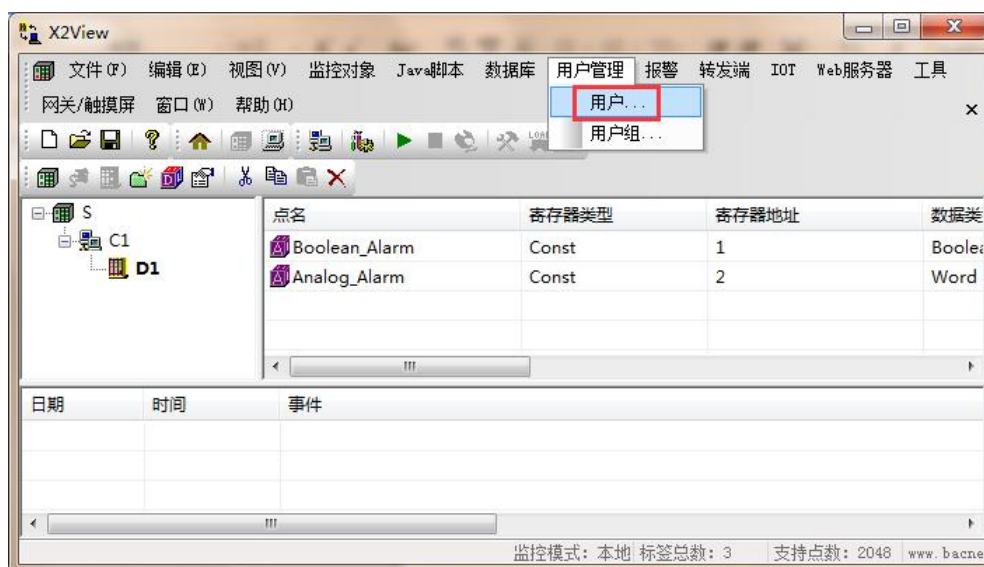 X2View
文件(F) 编辑(E) 视图(V) 监控对象 Java脚本 数据库 用户管理 报警 转发端 IOT Web服务器 工具
网关/触摸屏 窗口(W) 帮助(H)
用户...
用户组...
S
C1
D1
点名 寄存器类型 寄存器地址 数据类
Boolean_Alarm Const 1 Boolea
Analog_Alarm Const 2 Word
日期 时间 事件
监控模式: 本地 标签总数: 3 支持点数: 2048 www.bacne